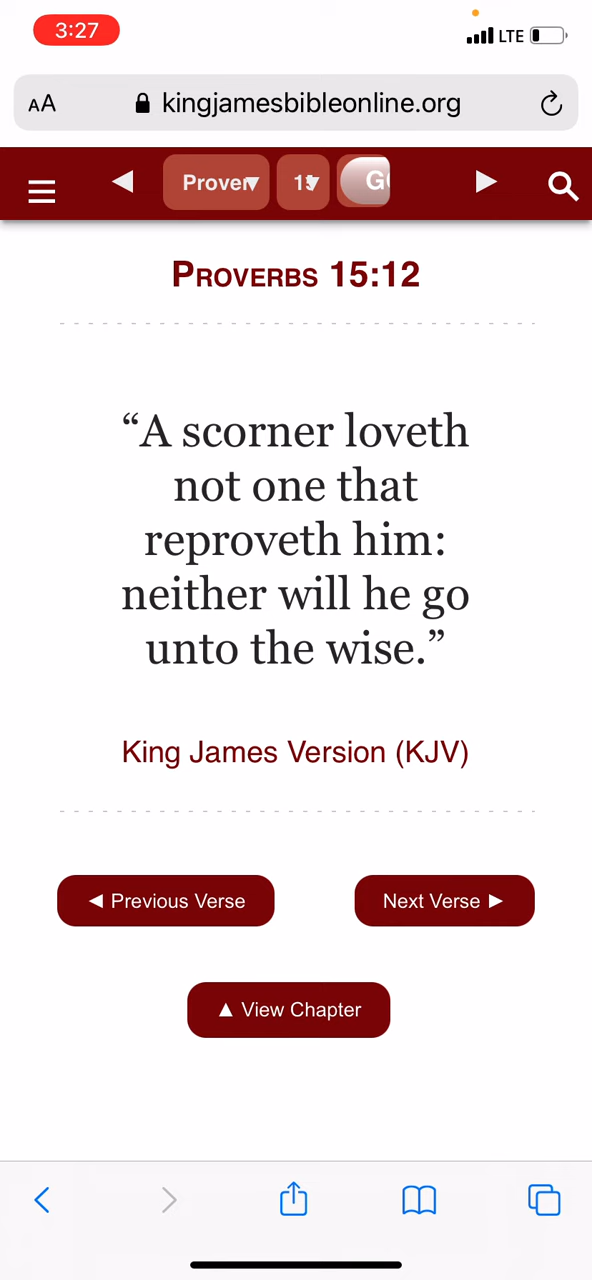 3:27
LTE
AA kingjamesbibleonline.org
Prover
PROVERBS 15:12
“A scorner loveth
not one that
reproveth him:
neither will he go
unto the wise.”
King James Version (KJV)
◄ Previous Verse Next Verse ►
▲ View Chapter